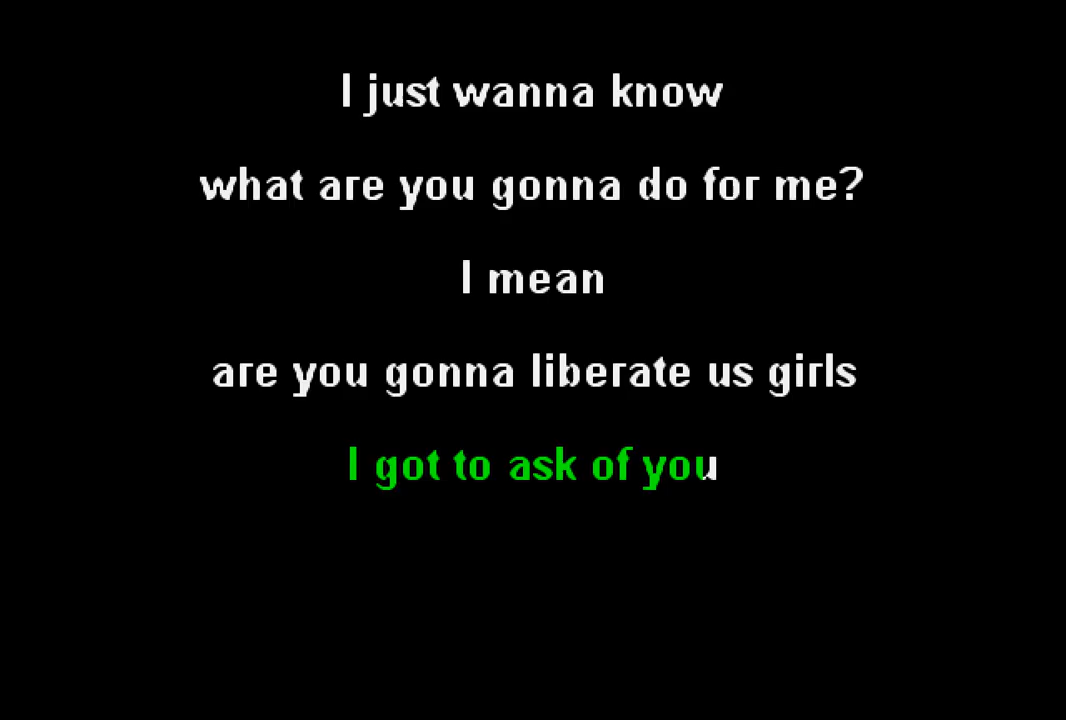 I just wanna know
what are you gonna do for me?
I mean
are you gonna liberate us girls
I got to ask of you